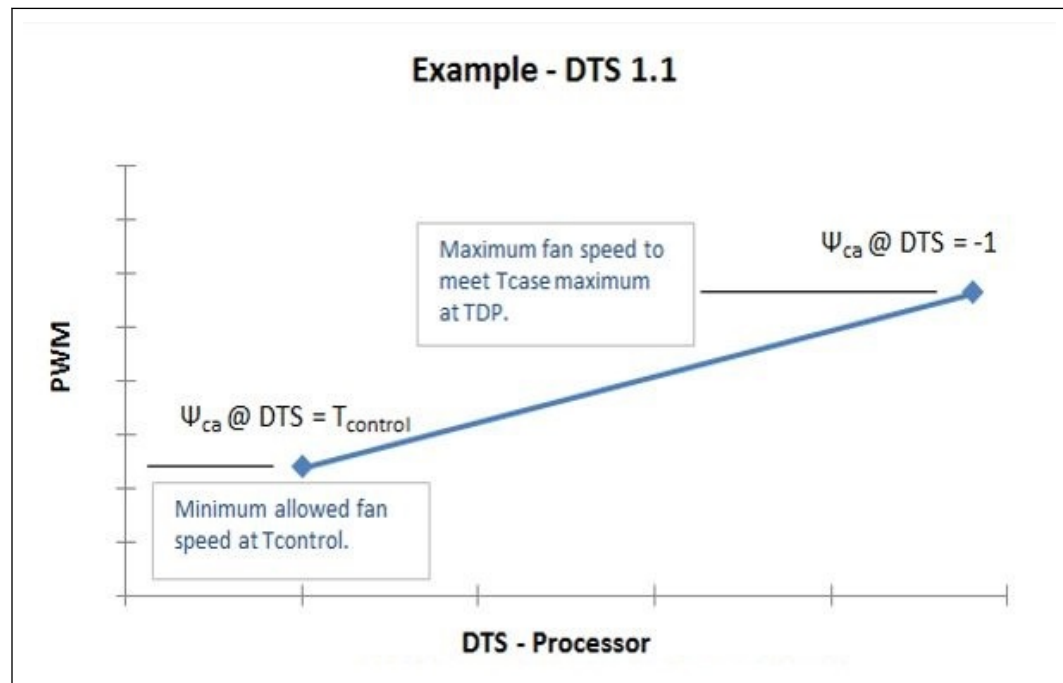 Example - DTS 1.1
Ψca @ DTS = -1
Maximum fan speed to
meet Tcase maximum
at TDP.
PWM
Ψca @ DTS = Tcontrol
Minimum allowed fan
speed at Tcontrol.
DTS - Processor